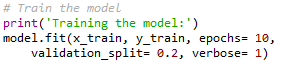 # Train the model
print('Training the model:')
model.fit(x_train, y_train, epochs= 10,
validation_split= 0.2, verbose= 1)